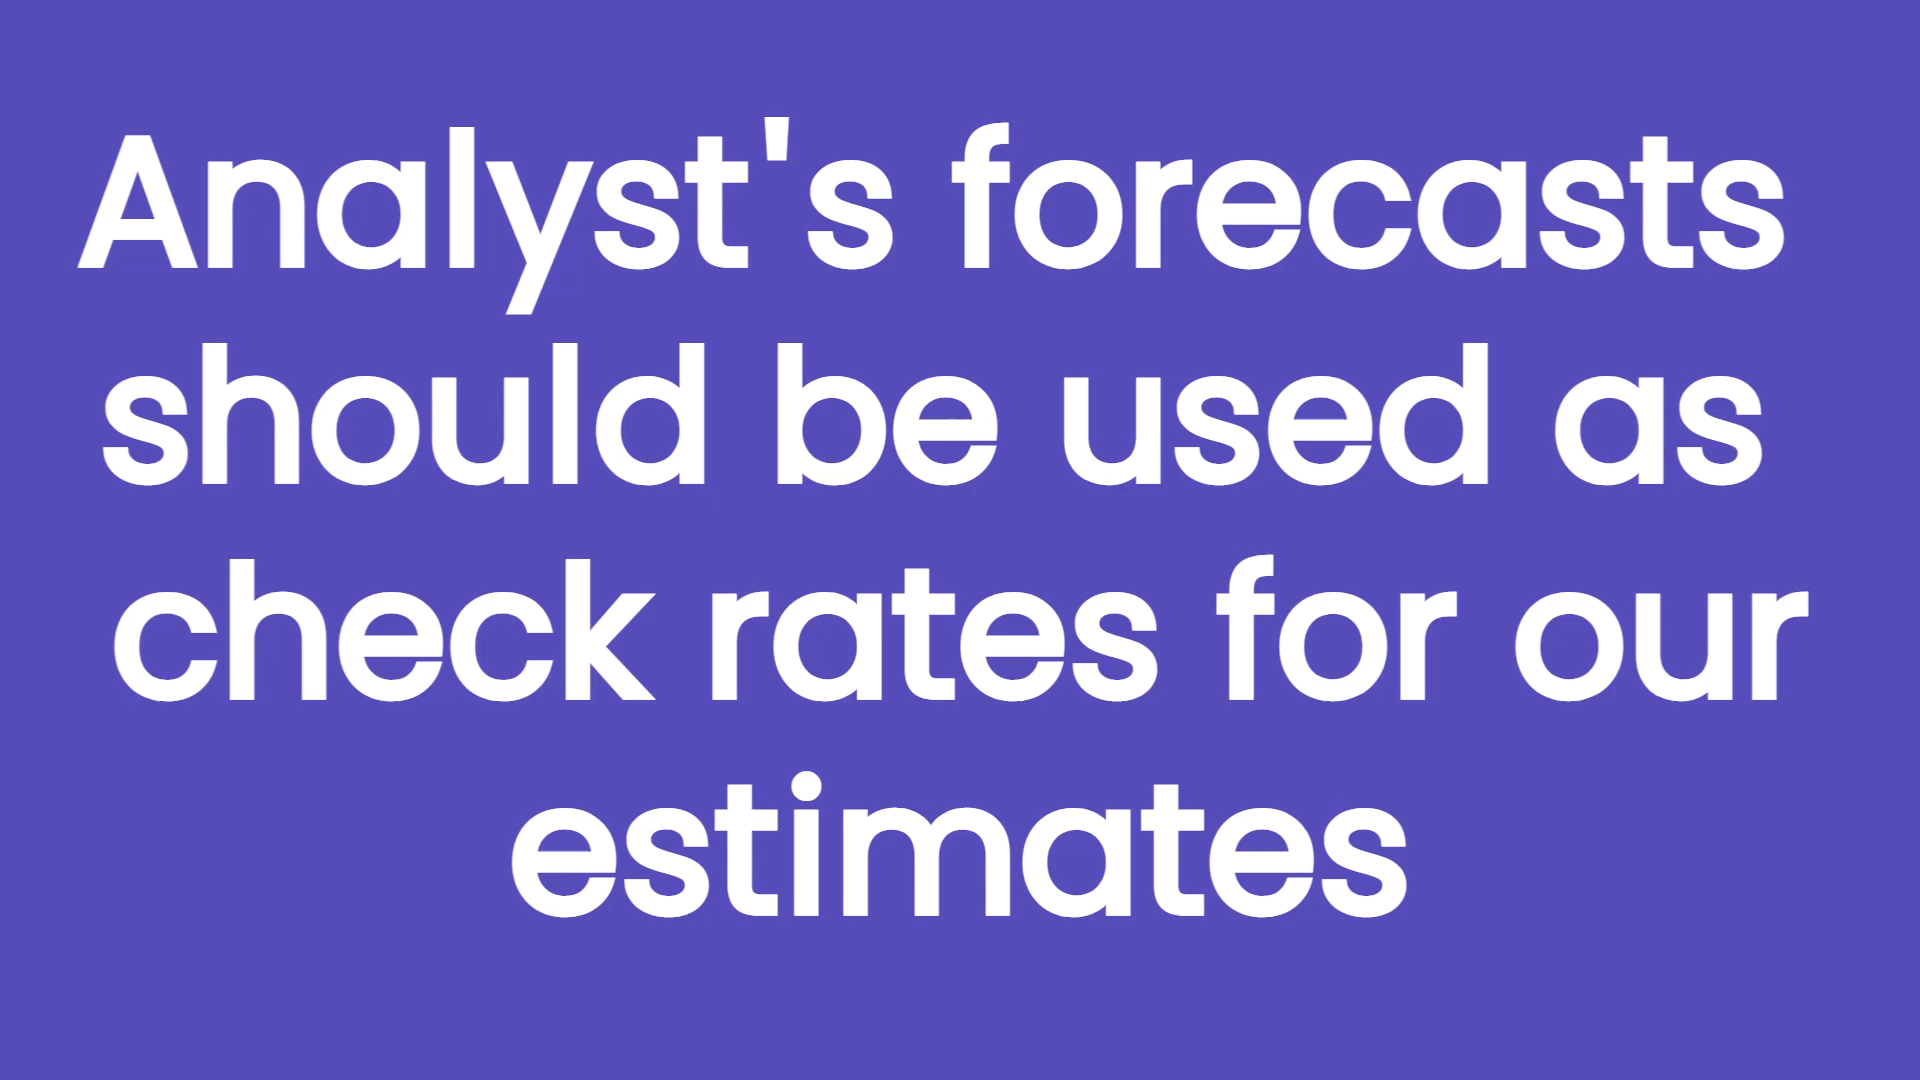 Analyst's forecasts
should be used as
check rates for our
estimates